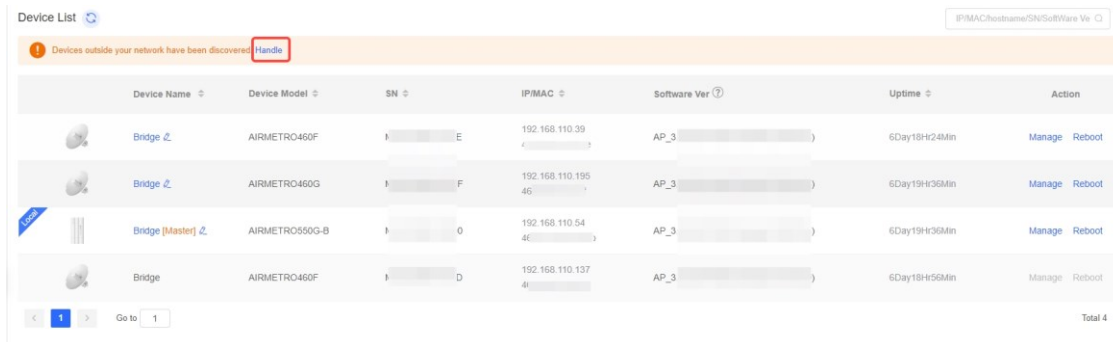 Device List
IP/MAC/hostname/SN/SoftWare Ve
Devices outside your network have been discovered. Handle
Device Name Device Model SN IP/MAC Software Ver Uptime Action
Bridge AIRMETRO460F E 192.168.110.39 AP_3 ) 6Day18Hr24Min Manage Reboot
Bridge AIRMETRO460G F 192.168.110.195 AP_3 ) 6Day19Hr36Min Manage Reboot
46
Local Bridge [Master] AIRMETRO550G-B 0 192.168.110.54 AP_3 ) 6Day19Hr36Min Manage Reboot
Bridge AIRMETRO460F D 192.168.110.137 AP_3 ) 6Day18Hr56Min Manage Reboot
< 1 > Go to 1 Total 4